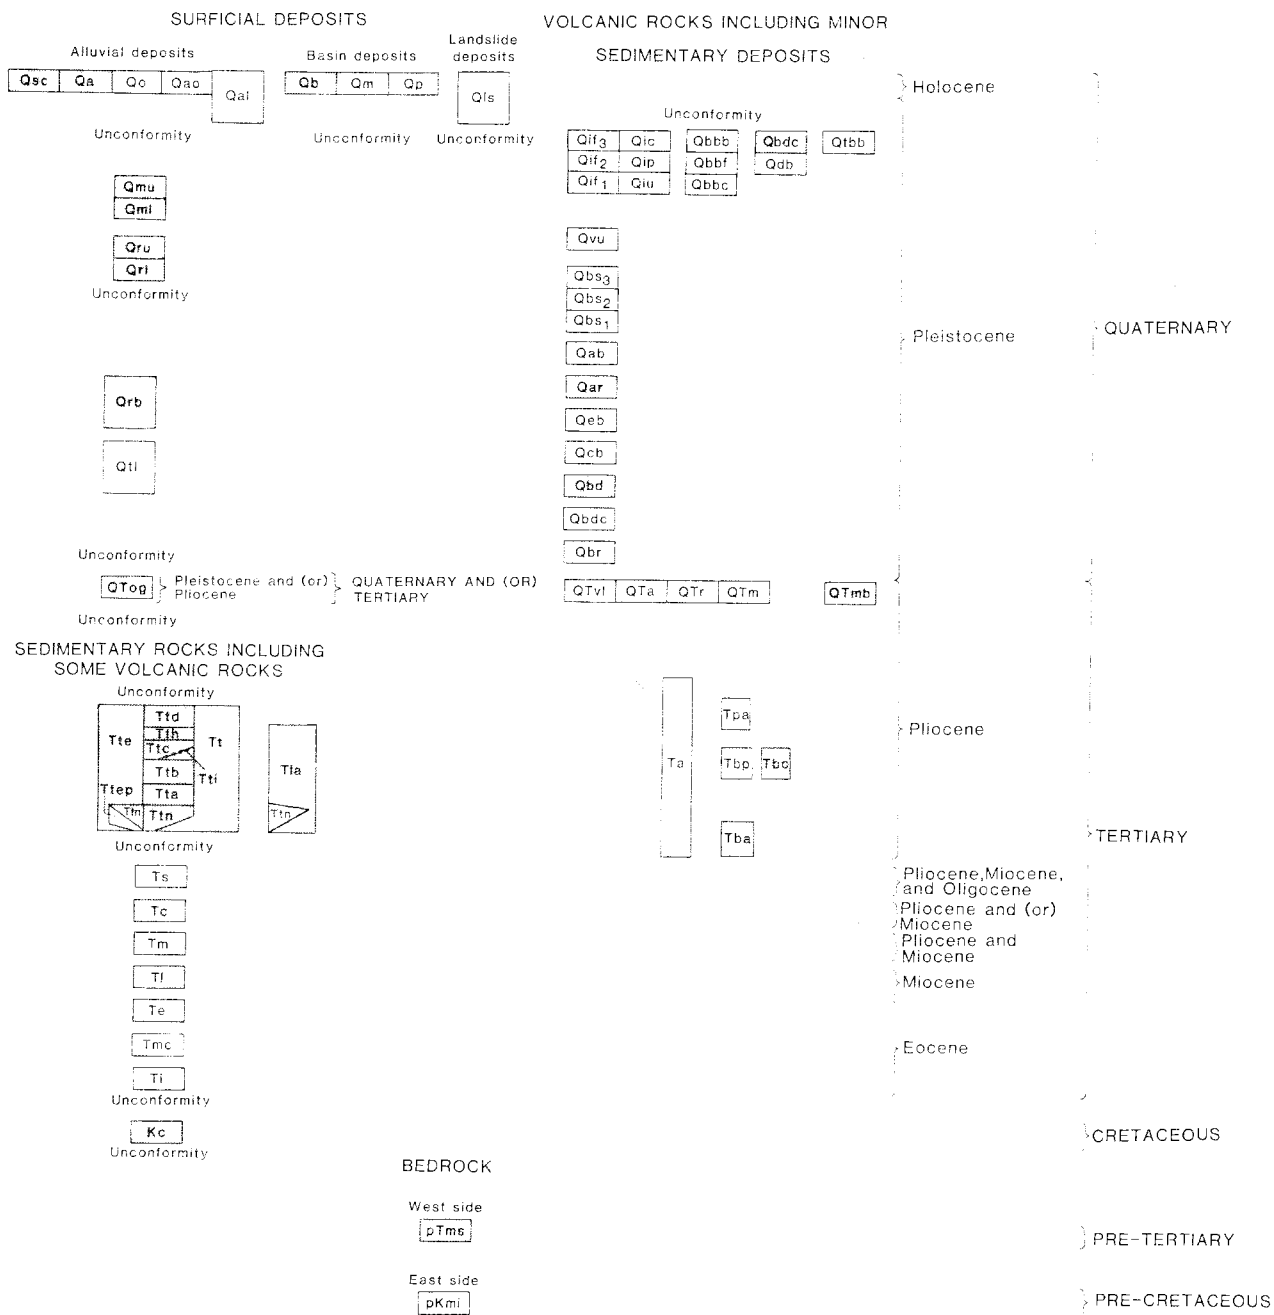 SURFICIAL DEPOSITS
VOLCANIC ROCKS INCLUDING MINOR
SEDIMENTARY DEPOSITS
Alluvial deposits
Basin deposits
Landslide
deposits
Qsc Qa Qo Qao Qal
Qb Qm Qp
Qls
Holocene
Unconformity
Unconformity
Unconformity
Unconformity
Qif3 Qic Qbbb Qbdc Qtbb
Qif2 Qip Qbbf Qdb
Qif1 Qiu Qbbc
Qmu
Qml
Qru
Qrl
Unconformity
Qvu
Qbs3
Qbs2
Qbs1
Qab
Qar
Qeb
Qcb
Qbd
Qbdc
Qbr
Pleistocene
QUATERNARY
Qrb
Qtl
Unconformity
QTog
Pleistocene and (or)
Pliocene
QUATERNARY AND (OR)
TERTIARY
QTvl QTa QTr QTm QTmb
Unconformity
SEDIMENTARY ROCKS INCLUDING
SOME VOLCANIC ROCKS
Unconformity
Ttd
Tth
Tte
Ttc
Tt
Tti
Ttb
Ttep
Tta
Ttn
Ttn
Tla
Ttn
Ta
Tpa
Tbp Tbc
Tba
Pliocene
TERTIARY
Unconformity
Ts
Tc
Tm
Tl
Te
Tmc
Ti
Pliocene,Miocene,
and Oligocene
Pliocene and (or)
Miocene
Pliocene and
Miocene
Miocene
Eocene
Unconformity
Kc
Unconformity
CRETACEOUS
BEDROCK
West side
pTms
PRE-TERTIARY
East side
pKmi
PRE-CRETACEOUS